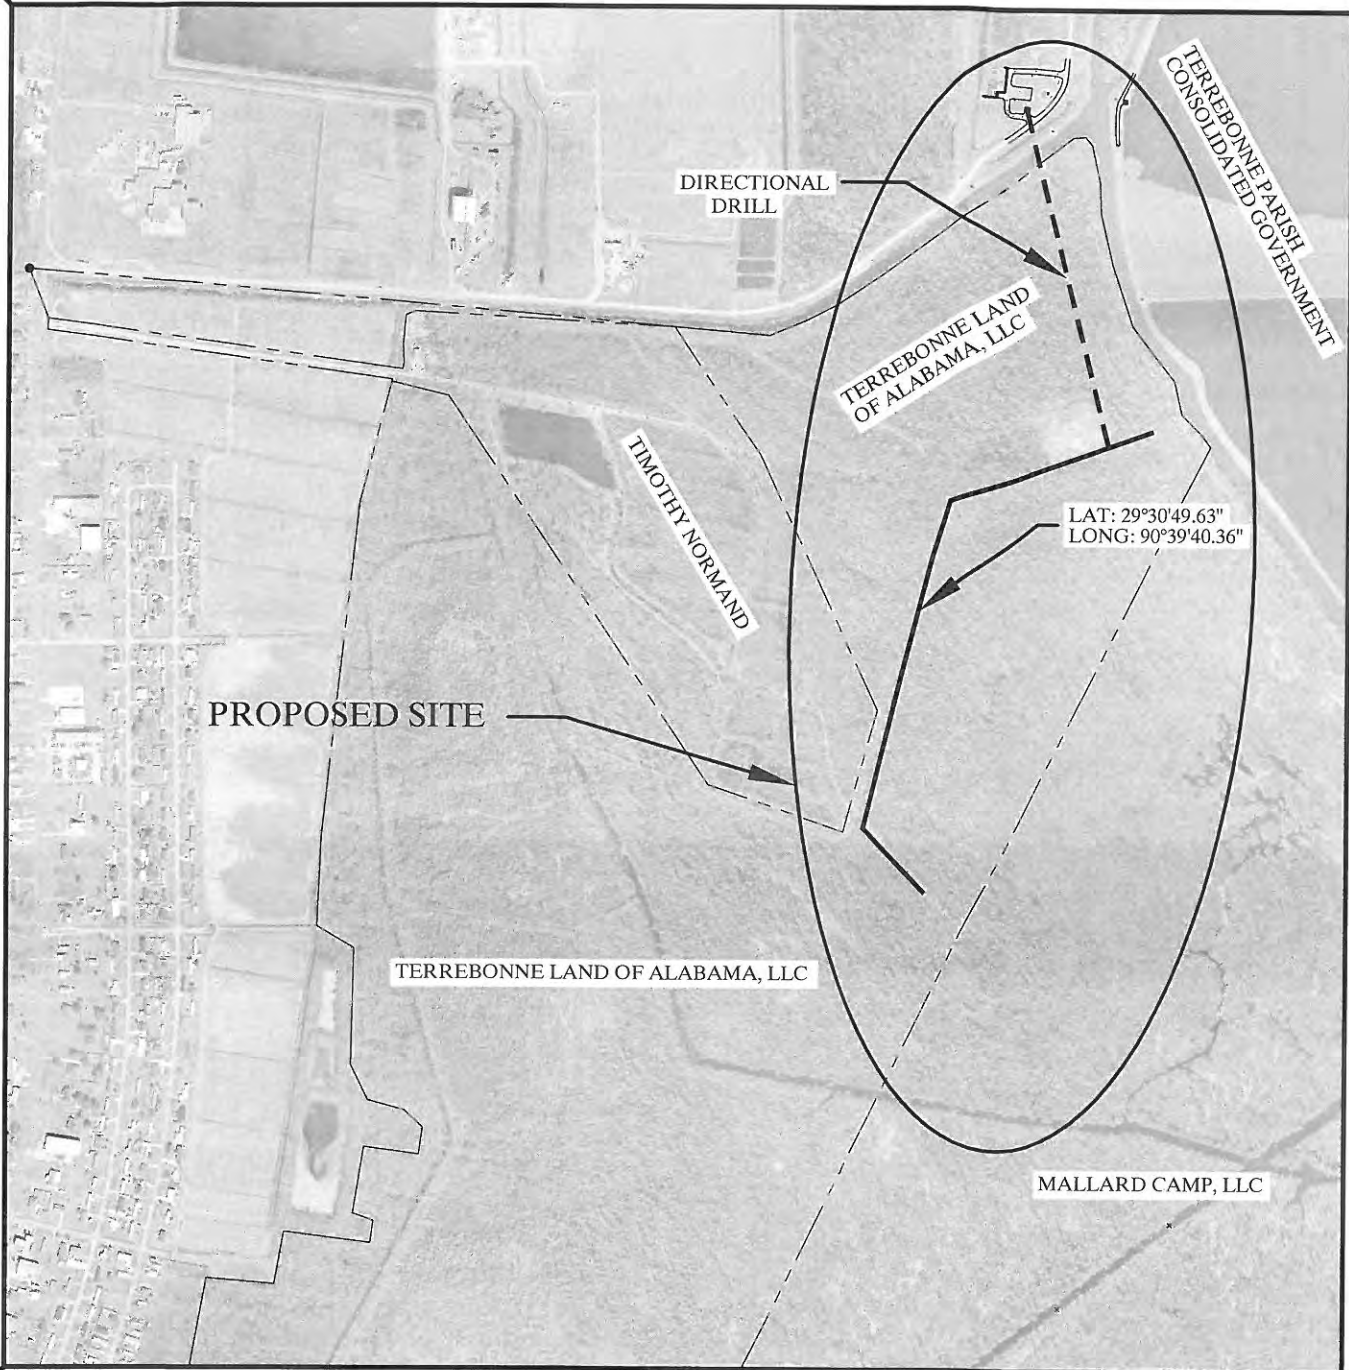 TERREBONNE PARISH
CONSOLIDATED GOVERNMENT
DIRECTIONAL
DRILL
TERREBONNE LAND
OF ALABAMA, LLC
TIMOTHY NORMAND
LAT: 29°30'49.63"
LONG: 90°39'40.36"
PROPOSED SITE
TERREBONNE LAND OF ALABAMA, LLC
MALLARD CAMP, LLC